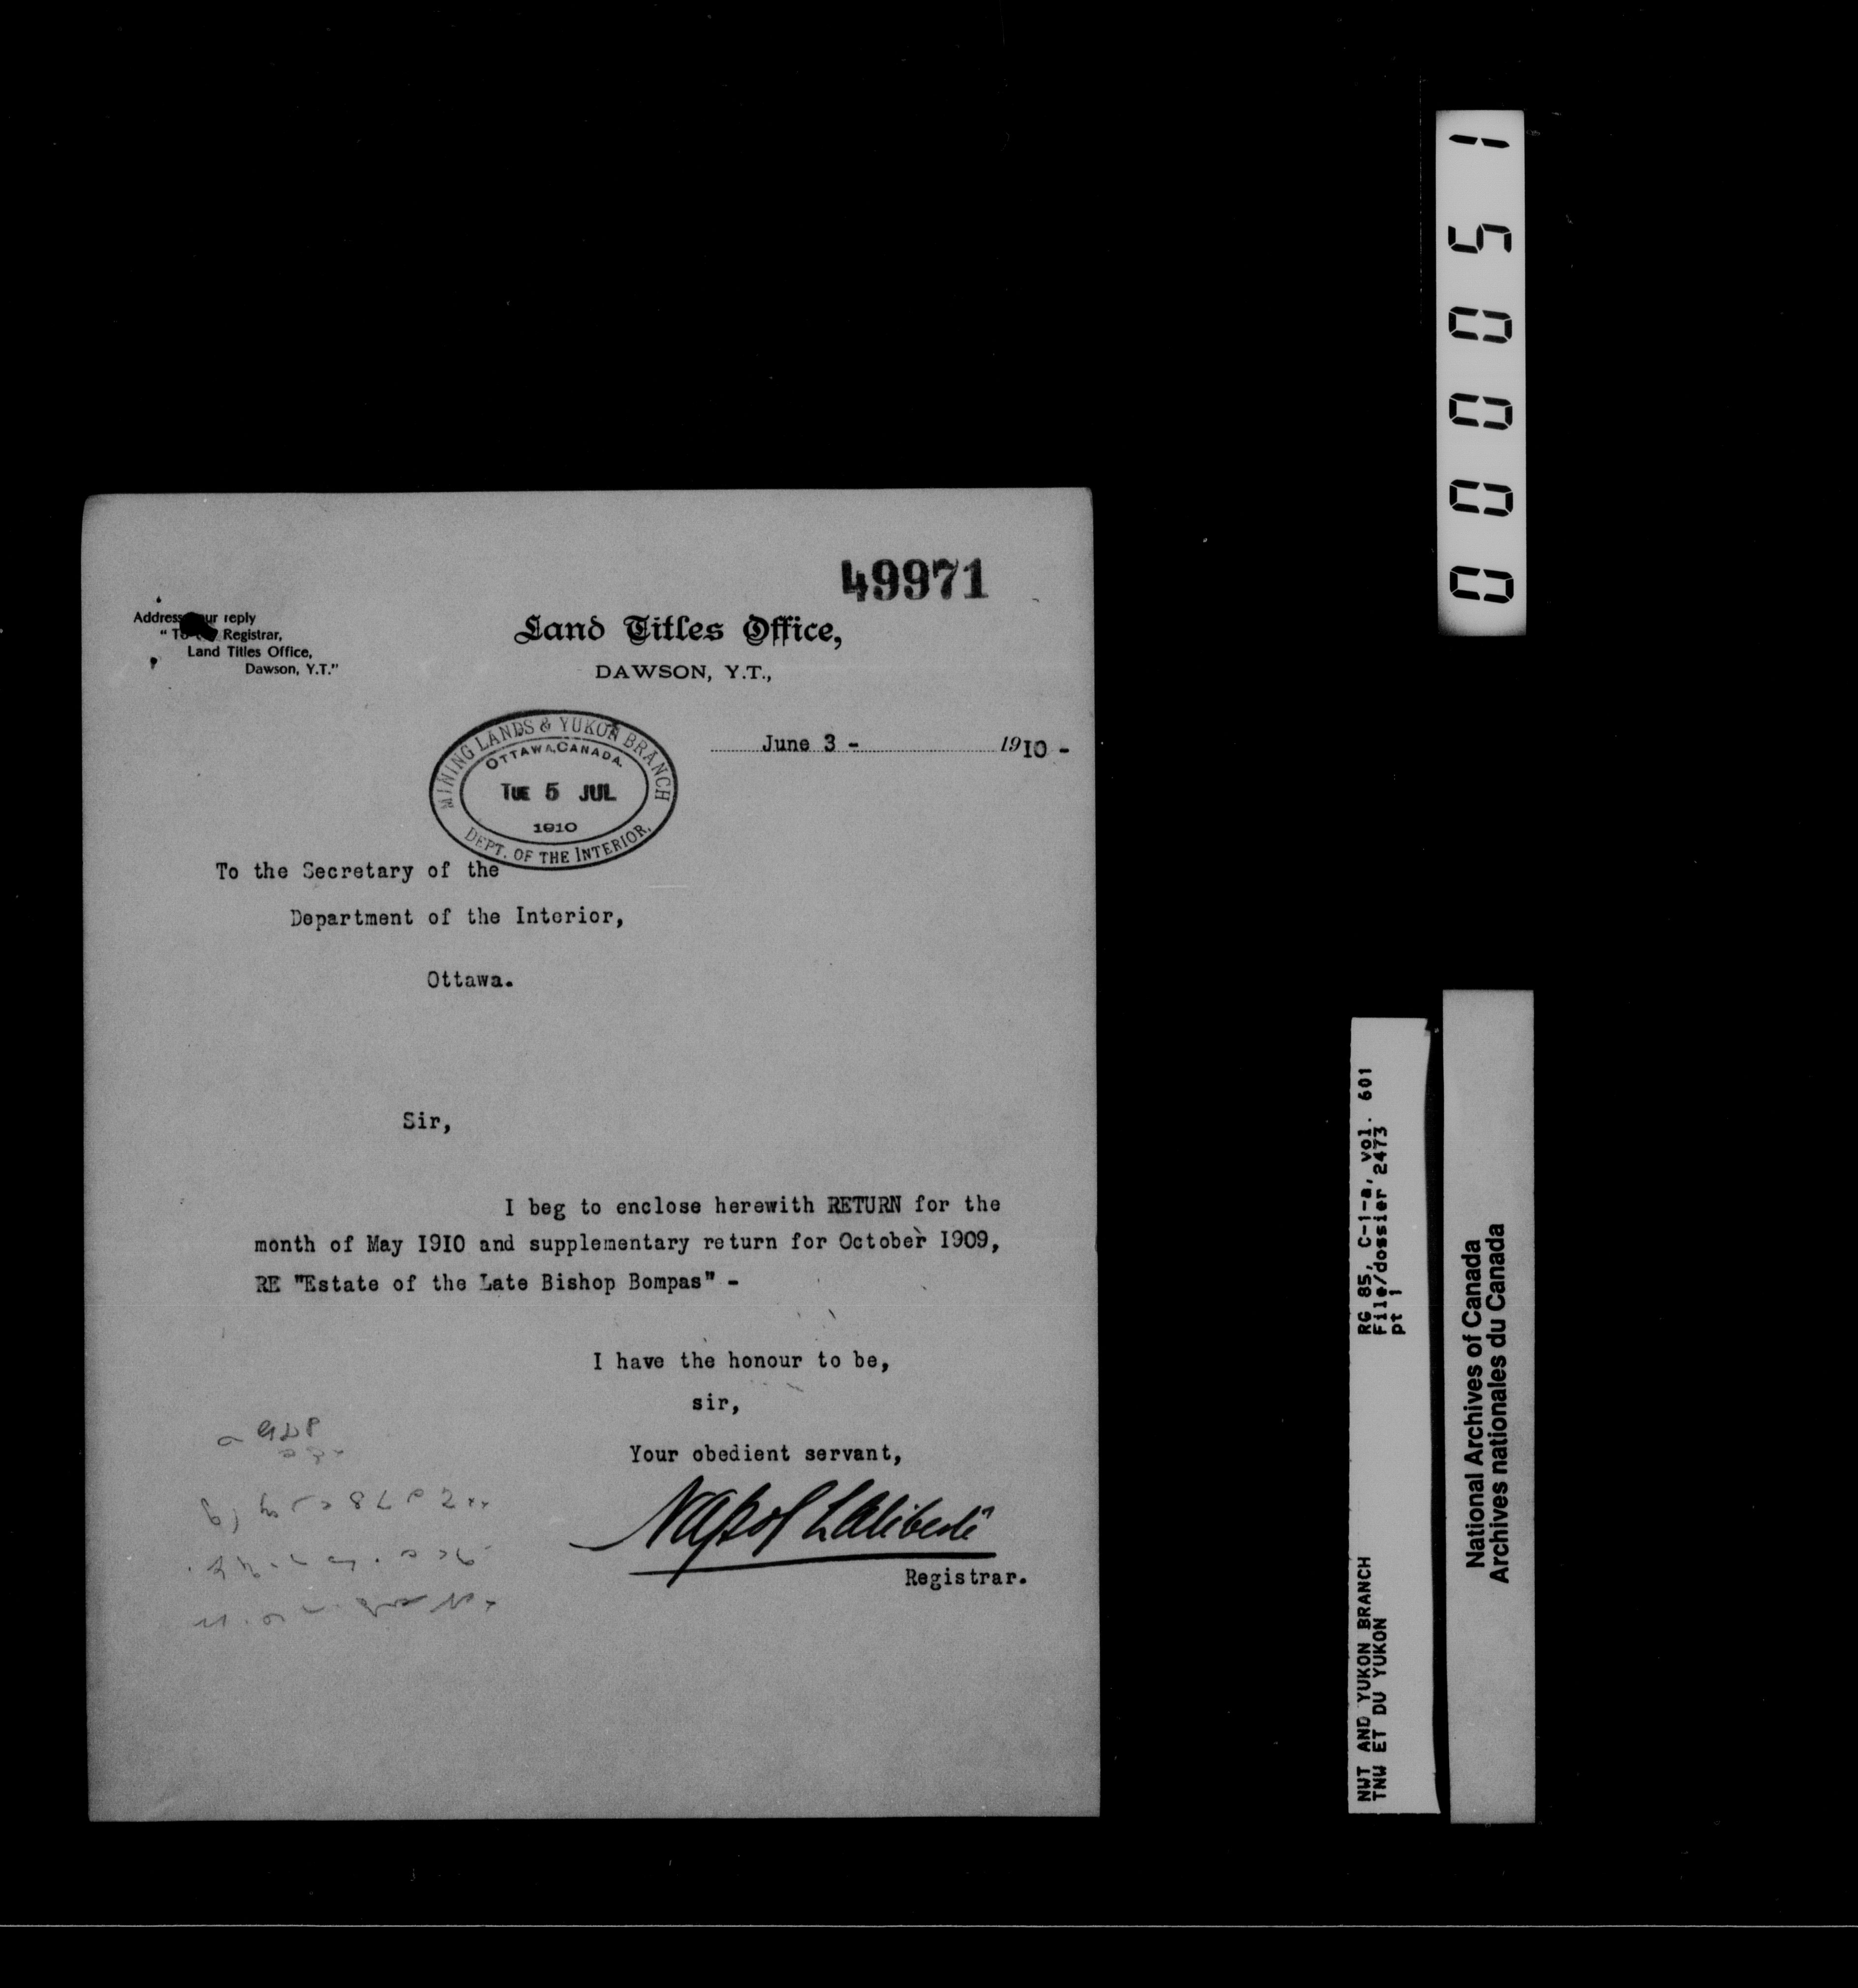 49971
Address your reply
" To the Registrar,
Land Titles Office,
Dawson, Y.T."
Land Titles Office,
DAWSON, Y.T.,
June 3 - 1910 -
MINING LANDS & YUKON BRANCH
OTTAWA, CANADA.
TUE 5 JUL
1910
DEPT. OF THE INTERIOR.
To the Secretary of the
Department of the Interior,
Ottawa.
Sir,
I beg to enclose herewith RETURN for the
month of May 1910 and supplementary return for October 1909,
RE "Estate of the Late Bishop Bompas" -
I have the honour to be,
sir,
Your obedient servant,
Napol Laliberté
Registrar.
000051
RG 85, C-1-a, vol. 601
File/dossier 2473
pt 1
NWT AND YUKON BRANCH
TNW ET DU YUKON
National Archives of Canada
Archives nationales du Canada